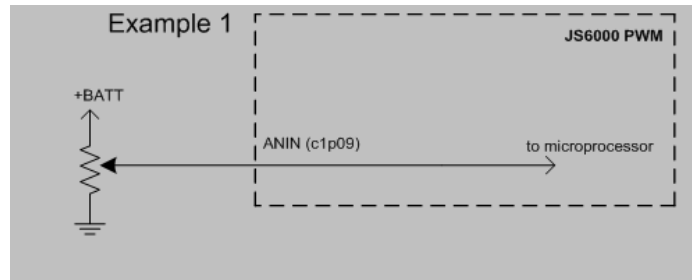 Example 1
JS6000 PWM
+BATT
ANIN (c1p09)
to microprocessor